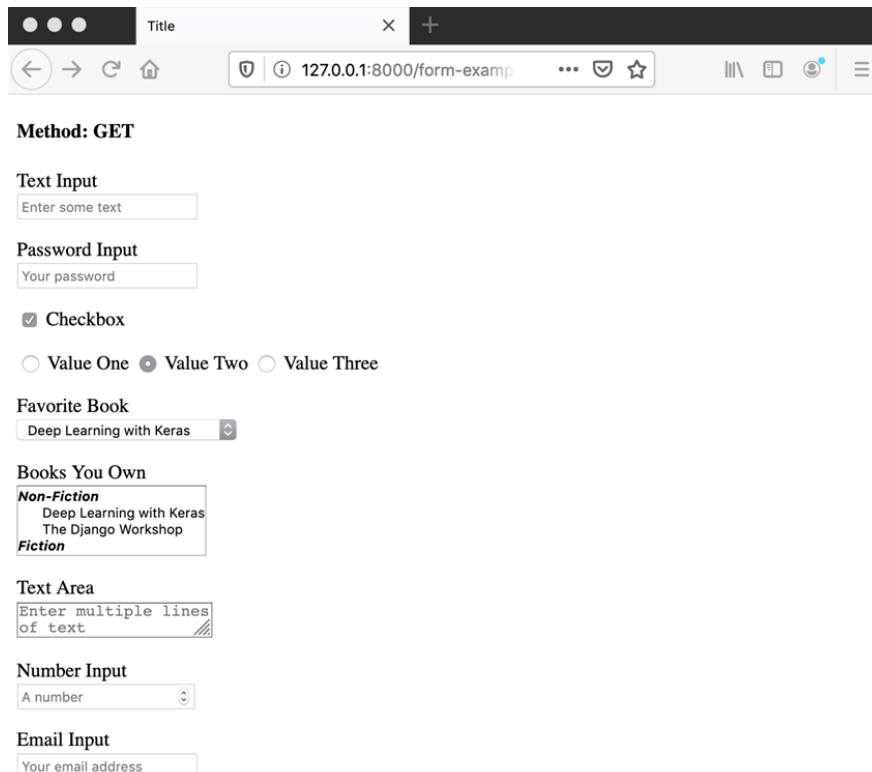 Title
127.0.0.1:8000/form-examp
Method: GET
Text Input
Enter some text
Password Input
Your password
Checkbox
Value One Value Two Value Three
Favorite Book
Deep Learning with Keras
Books You Own
Non-Fiction
Deep Learning with Keras
The Django Workshop
Fiction
Text Area
Enter multiple lines
of text
Number Input
A number
Email Input
Your email address